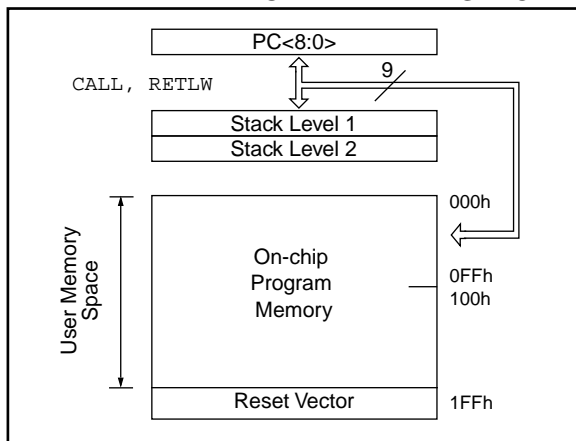 PC<8:0>
CALL, RETLW
9
Stack Level 1
Stack Level 2
000h
User Memory
Space
On-chip
Program
Memory
0FFh
100h
Reset Vector
1FFh